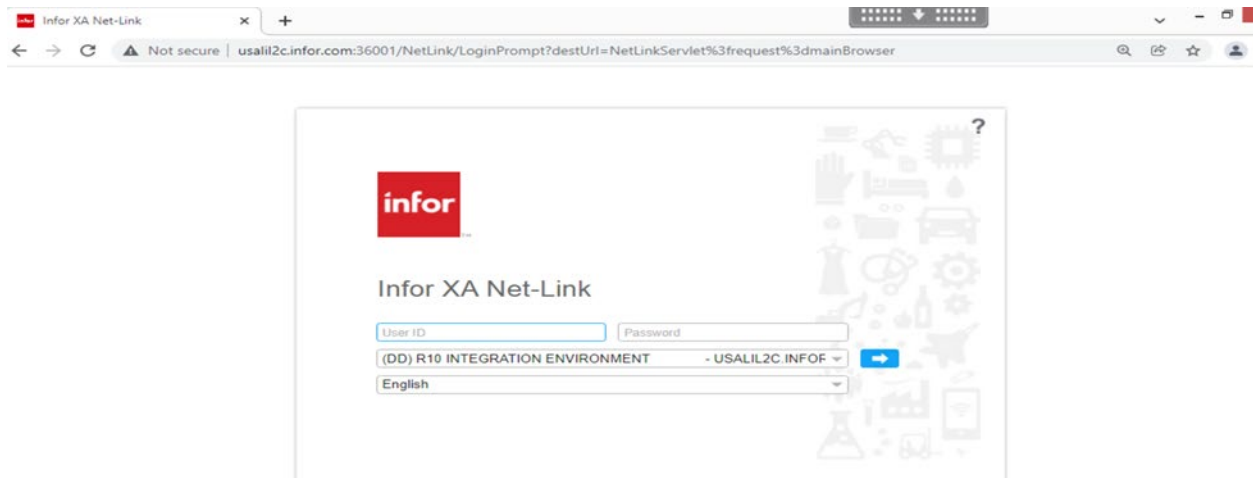 infor Infor XA Net-Link
Not secure | usalil2c.infor.com:36001/NetLink/LoginPrompt?destUrl=NetLinkServlet%3frequest%3dmainBrowser
?
infor
Infor XA Net-Link
User ID Password
(DD) R10 INTEGRATION ENVIRONMENT - USALIL2C.INFOR
English